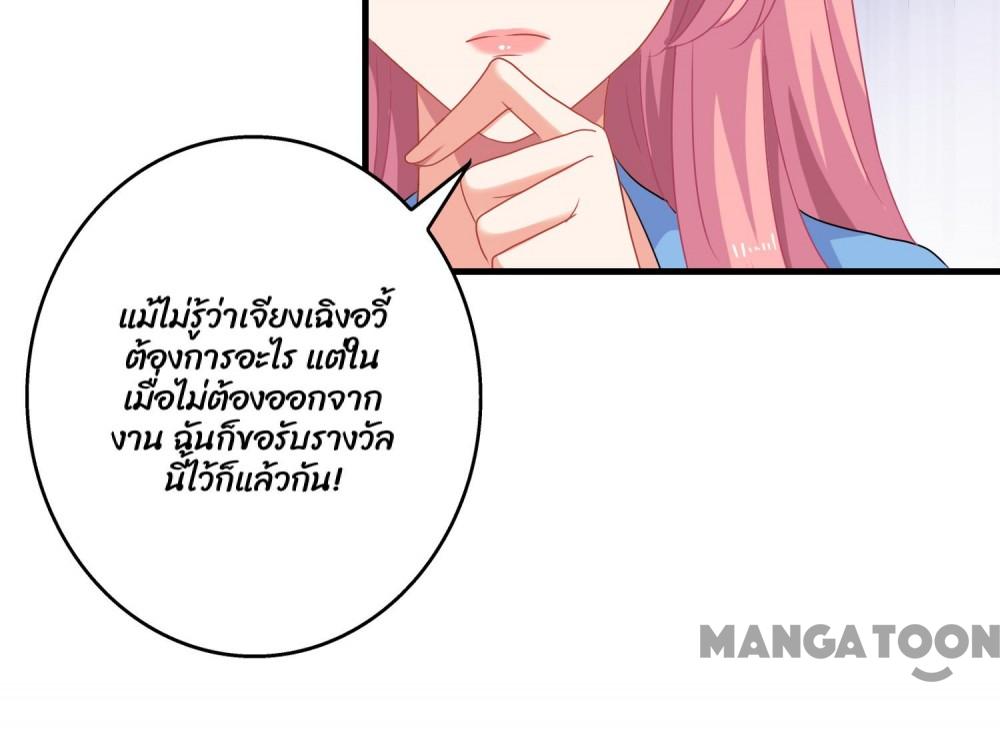 แม้ไม่รู้ว่าเจียงเฉิงอวี้
ต้องการอะไร แต่ใน
เมื่อไม่ต้องออกจาก
งาน ฉันก็ขอรับรางวัล
นี้ไว้ก็แล้วกัน!
MANGATOON